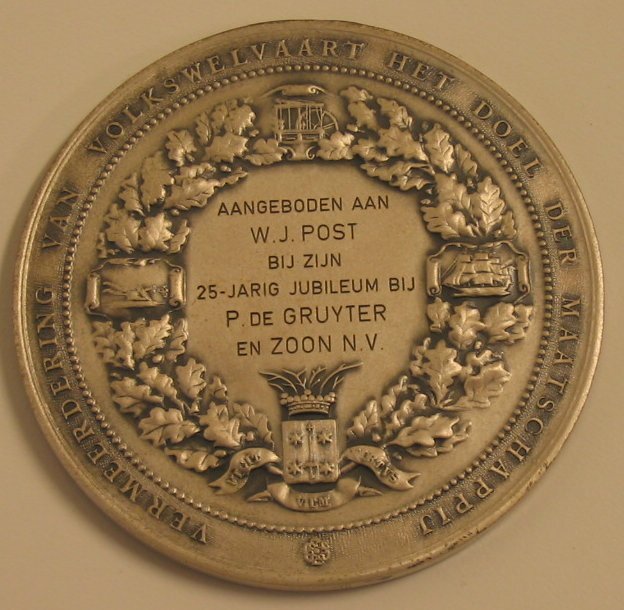 VERMEERDERING VAN VOLKSWELVAART HET DOEL DER MAATSCHAPPIJ
AANGEBODEN AAN
W.J. POST
BIJ ZIJN
25-JARIG JUBILEUM BIJ
P. DE GRUYTER
EN ZOON N.V.